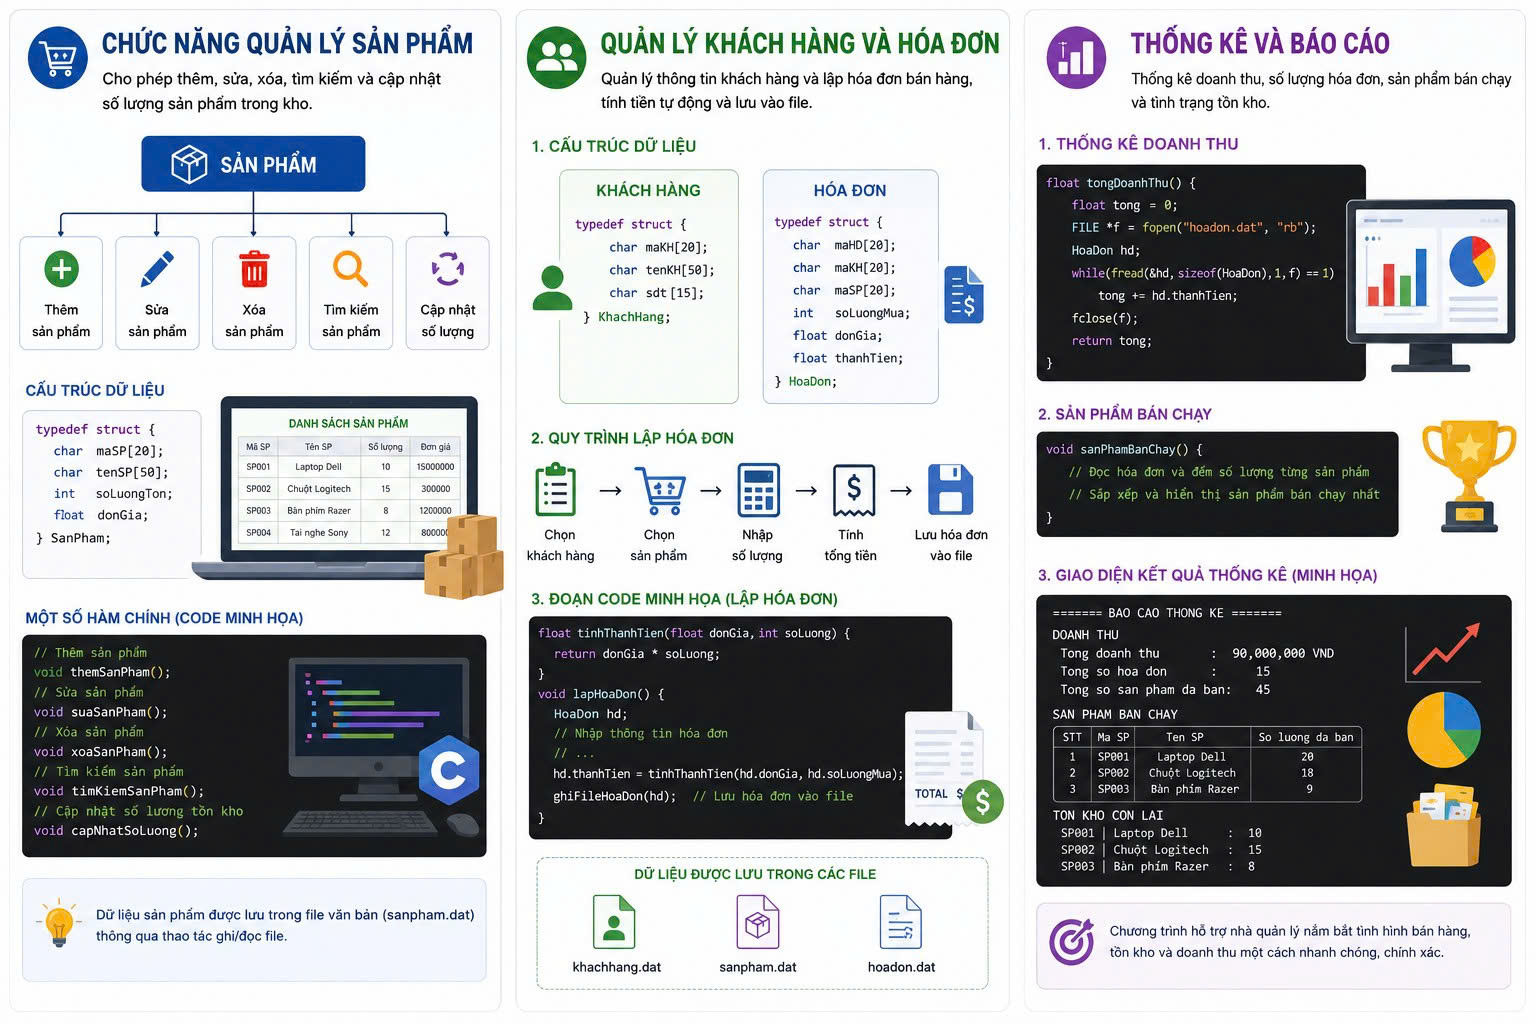 CHỨC NĂNG QUẢN LÝ SẢN PHẨM
Cho phép thêm, sửa, xóa, tìm kiếm và cập nhật
số lượng sản phẩm trong kho.
SẢN PHẨM
Thêm
sản phẩm
Sửa
sản phẩm
Xóa
sản phẩm
Tìm kiếm
sản phẩm
Cập nhật
số lượng
CẤU TRÚC DỮ LIỆU
typedef struct {
char maSP[20];
char tenSP[50];
int soLuongTon;
float donGia;
} SanPham;
DANH SÁCH SẢN PHẨM
Mã SP Tên SP Số lượng Đơn giá
SP001 Laptop Dell 10 15000000
SP002 Chuột Logitech 15 300000
SP003 Bàn phím Razer 8 1200000
SP004 Tai nghe Sony 12 800000
MỘT SỐ HÀM CHÍNH (CODE MINH HỌA)
// Thêm sản phẩm
void themSanPham();
// Sửa sản phẩm
void suaSanPham();
// Xóa sản phẩm
void xoaSanPham();
// Tìm kiếm sản phẩm
void timKiemSanPham();
// Cập nhật số lương tồn kho
void capNhatSoLuong();
C
Dữ liệu sản phẩm được lưu trong file văn bản (sanpham.dat)
thông qua thao tác ghi/đọc file.
QUẢN LÝ KHÁCH HÀNG VÀ HÓA ĐƠN
Quản lý thông tin khách hàng và lập hóa đơn bán hàng,
tính tiền tự động và lưu vào file.
1. CẤU TRÚC DỮ LIỆU
KHÁCH HÀNG
typedef struct {
char maKH[20];
char tenKH[50];
char sdt[15];
} KhachHang;
HÓA ĐƠN
typedef struct {
char maHD[20];
char maKH[20];
char maSP[20];
int soLuongMua;
float donGia;
float thanhTien;
} HoaDon;
$
2. QUY TRÌNH LẬP HÓA ĐƠN
$
Chọn
khách hàng
Chọn
sản phẩm
Nhập
số lượng
Tính
tổng tiền
Lưu hóa đơn
vào file
3. ĐOẠN CODE MINH HỌA (LẬP HÓA ĐƠN)
float tinhThanhTien(float donGia, int soLuong) {
return donGia * soLuong;
}
void lapHoaDon() {
HoaDon hd;
// Nhập thông tin hóa đơn
// ...
hd.thanhTien = tinhThanhTien(hd.donGia, hd.soLuongMua);
ghiFileHoaDon(hd); // Lưu hóa đơn vào file
}
TOTAL $
$
DỮ LIỆU ĐƯỢC LƯU TRONG CÁC FILE
khachhang.dat
sanpham.dat
hoadon.dat
THỐNG KÊ VÀ BÁO CÁO
Thống kê doanh thu, số lượng hóa đơn, sản phẩm bán chạy
và tình trạng tồn kho.
1. THỐNG KÊ DOANH THU
float tongDoanhThu() {
float tong = 0;
FILE *f = fopen("hoadon.dat", "rb");
HoaDon hd;
while(fread(&hd, sizeof(HoaDon), 1, f) == 1)
tong += hd.thanhTien;
fclose(f);
return tong;
}
2. SẢN PHẨM BÁN CHẠY
void sanPhamBanChay() {
// Đọc hóa đơn và đếm số lượng từng sản phẩm
// Sắp xếp và hiển thị sản phẩm bán chạy nhất
}
3. GIAO DIỆN KẾT QUẢ THỐNG KÊ (MINH HỌA)
======= BAO CAO THONG KE =======
DOANH THU
Tong doanh thu : 90,000,000 VND
Tong so hoa don : 15
Tong so san pham da ban: 45
SAN PHAM BAN CHAY
STT Ma SP Ten SP So luong da ban
1 SP001 Laptop Dell 20
2 SP002 Chuột Logitech 18
3 SP003 Bàn phím Razer 9
TON KHO CON LAI
SP001 | Laptop Dell : 10
SP002 | Chuột Logitech : 15
SP003 | Bàn phím Razer : 8
Chương trình hỗ trợ nhà quản lý nắm bắt tình hình bán hàng,
tồn kho và doanh thu một cách nhanh chóng, chính xác.